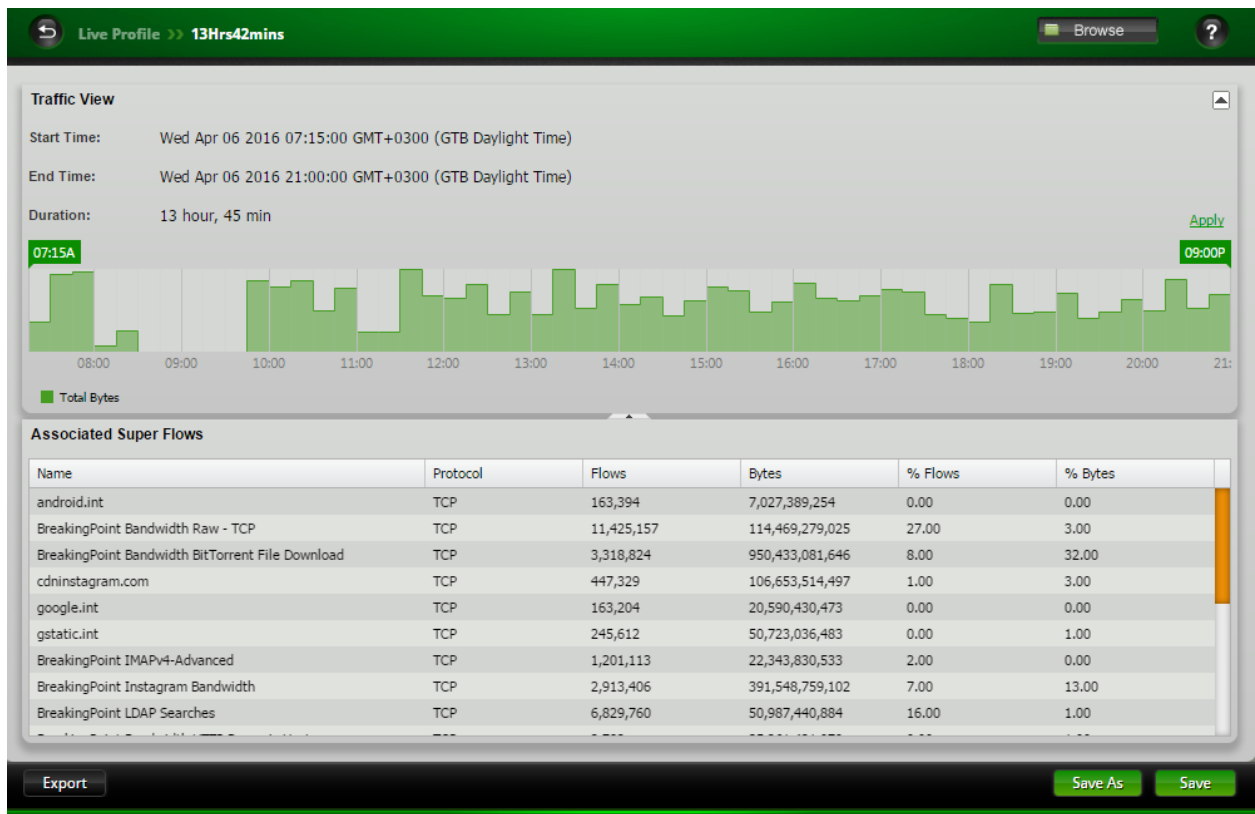 Live Profile >> 13Hrs42mins
Browse
?
Traffic View
Start Time: Wed Apr 06 2016 07:15:00 GMT+0300 (GTB Daylight Time)
End Time: Wed Apr 06 2016 21:00:00 GMT+0300 (GTB Daylight Time)
Duration: 13 hour, 45 min
Apply
07:15A 09:00P
08:00 09:00 10:00 11:00 12:00 13:00 14:00 15:00 16:00 17:00 18:00 19:00 20:00 21:
Total Bytes
Associated Super Flows
Name Protocol Flows Bytes % Flows % Bytes
android.int TCP 163,394 7,027,389,254 0.00 0.00
BreakingPoint Bandwidth Raw - TCP TCP 11,425,157 114,469,279,025 27.00 3.00
BreakingPoint Bandwidth BitTorrent File Download TCP 3,318,824 950,433,081,646 8.00 32.00
cdninstagram.com TCP 447,329 106,653,514,497 1.00 3.00
google.int TCP 163,204 20,590,430,473 0.00 0.00
gstatic.int TCP 245,612 50,723,036,483 0.00 1.00
BreakingPoint IMAPv4-Advanced TCP 1,201,113 22,343,830,533 2.00 0.00
BreakingPoint Instagram Bandwidth TCP 2,913,406 391,548,759,102 7.00 13.00
BreakingPoint LDAP Searches TCP 6,829,760 50,987,440,884 16.00 1.00
Export
Save As
Save